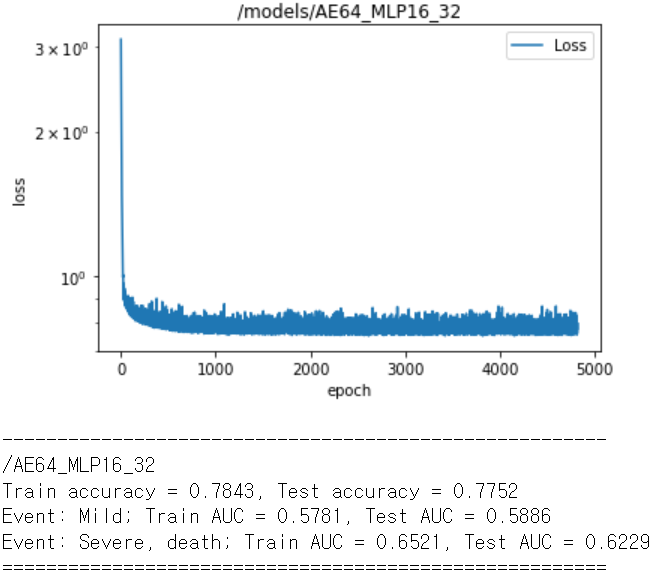 /models/AE64_MLP16_32
3 × 10⁰
Loss
2 × 10⁰
loss
10⁰
0 1000 2000 3000 4000 5000
epoch
--------------------------------------------------------
/AE64_MLP16_32
Train accuracy = 0.7843, Test accuracy = 0.7752
Event: Mild; Train AUC = 0.5781, Test AUC = 0.5886
Event: Severe, death; Train AUC = 0.6521, Test AUC = 0.6229
========================================================